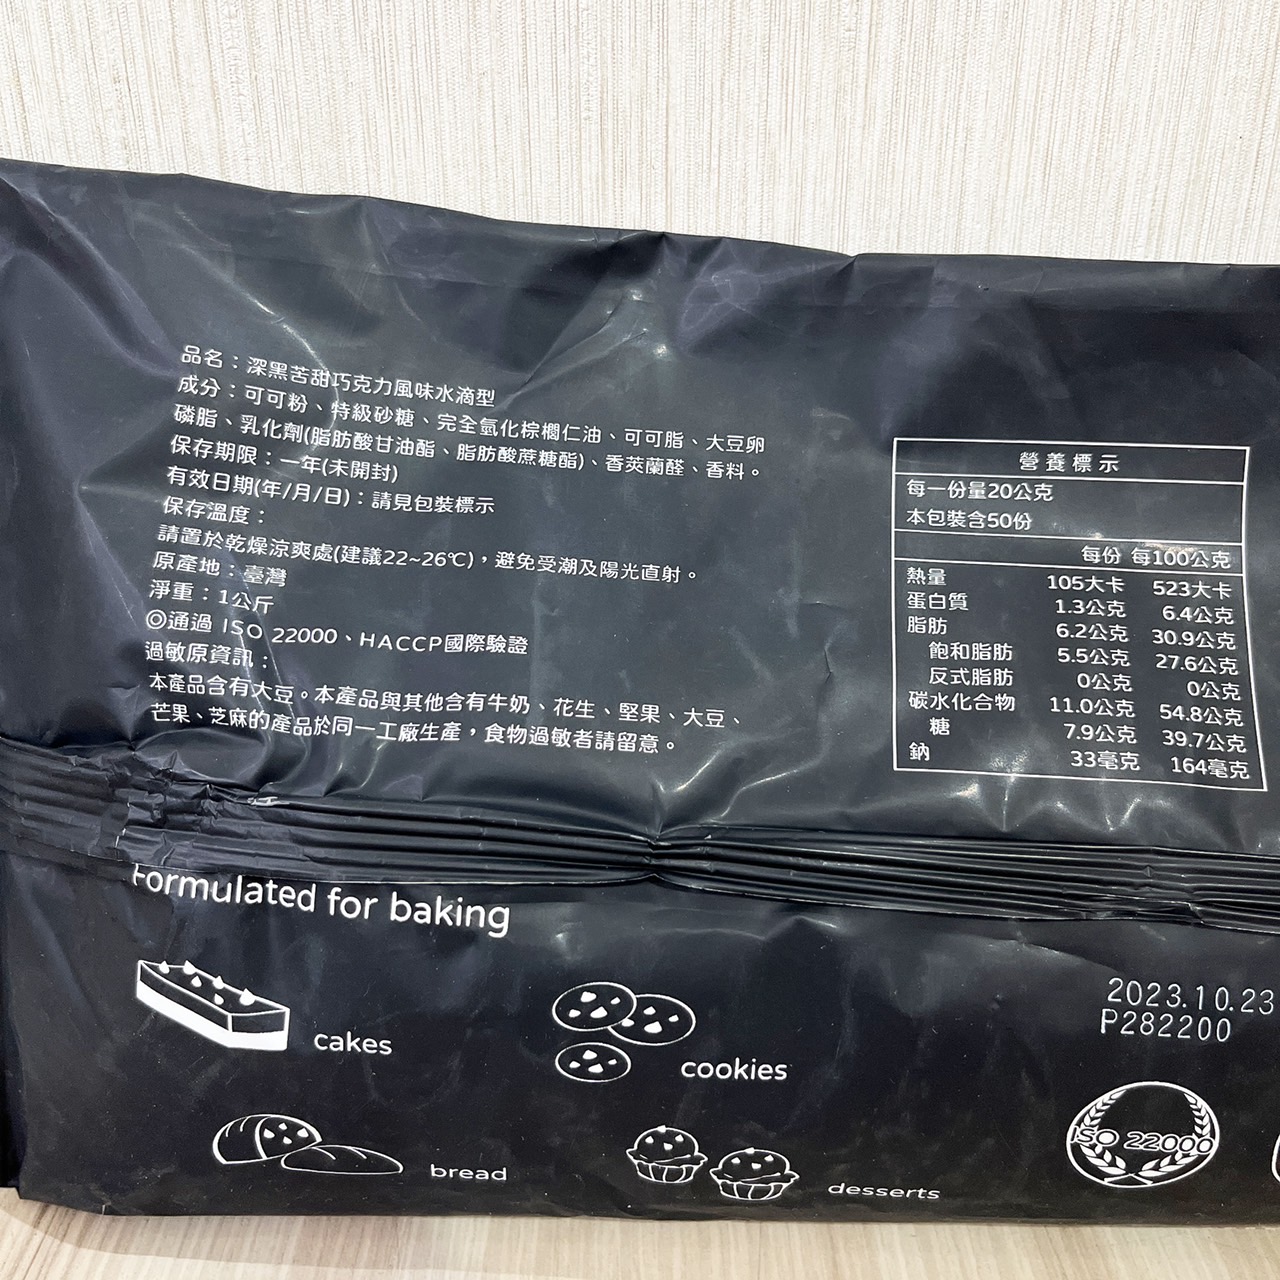 品名：深黑苦甜巧克力風味水滴型
成分：可可粉、特級砂糖、完全氫化棕櫚仁油、可可脂、大豆卵
磷脂、乳化劑(脂肪酸甘油酯、脂肪酸蔗糖酯)、香莢蘭醛、香料。
保存期限：一年(未開封)
有效日期(年/月/日)：請見包裝標示
保存溫度：
請置於乾燥涼爽處(建議22~26℃)，避免受潮及陽光直射。
原產地：臺灣
淨重：1公斤
◎通過 ISO 22000、HACCP國際驗證
過敏原資訊：
本產品含有大豆。本產品與其他含有牛奶、花生、堅果、大豆、
芒果、芝麻的產品於同一工廠生產，食物過敏者請留意。
營養標示
每一份量20公克
本包裝含50份
每份 每100公克
熱量 105大卡 523大卡
蛋白質 1.3公克 6.4公克
脂肪 6.2公克 30.9公克
飽和脂肪 5.5公克 27.6公克
反式脂肪 0公克 0公克
碳水化合物 11.0公克 54.8公克
糖 7.9公克 39.7公克
鈉 33毫克 164毫克
Formulated for baking
cakes
cookies
bread
desserts
2023.10.23
P282200
ISO 22000